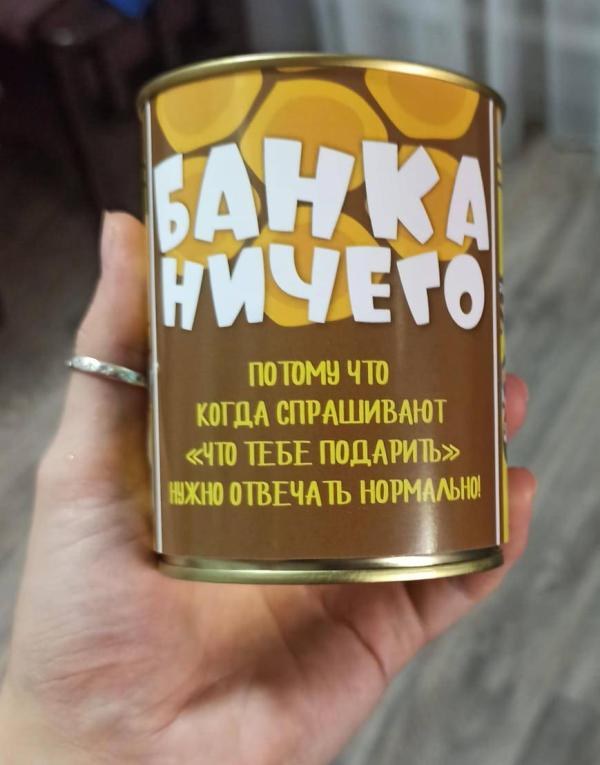 БАНКА
НИЧЕГО
ПОТОМУ ЧТО
КОГДА СПРАШИВАЮТ
«ЧТО ТЕБЕ ПОДАРИТЬ»
НУЖНО ОТВЕЧАТЬ НОРМАЛЬНО!